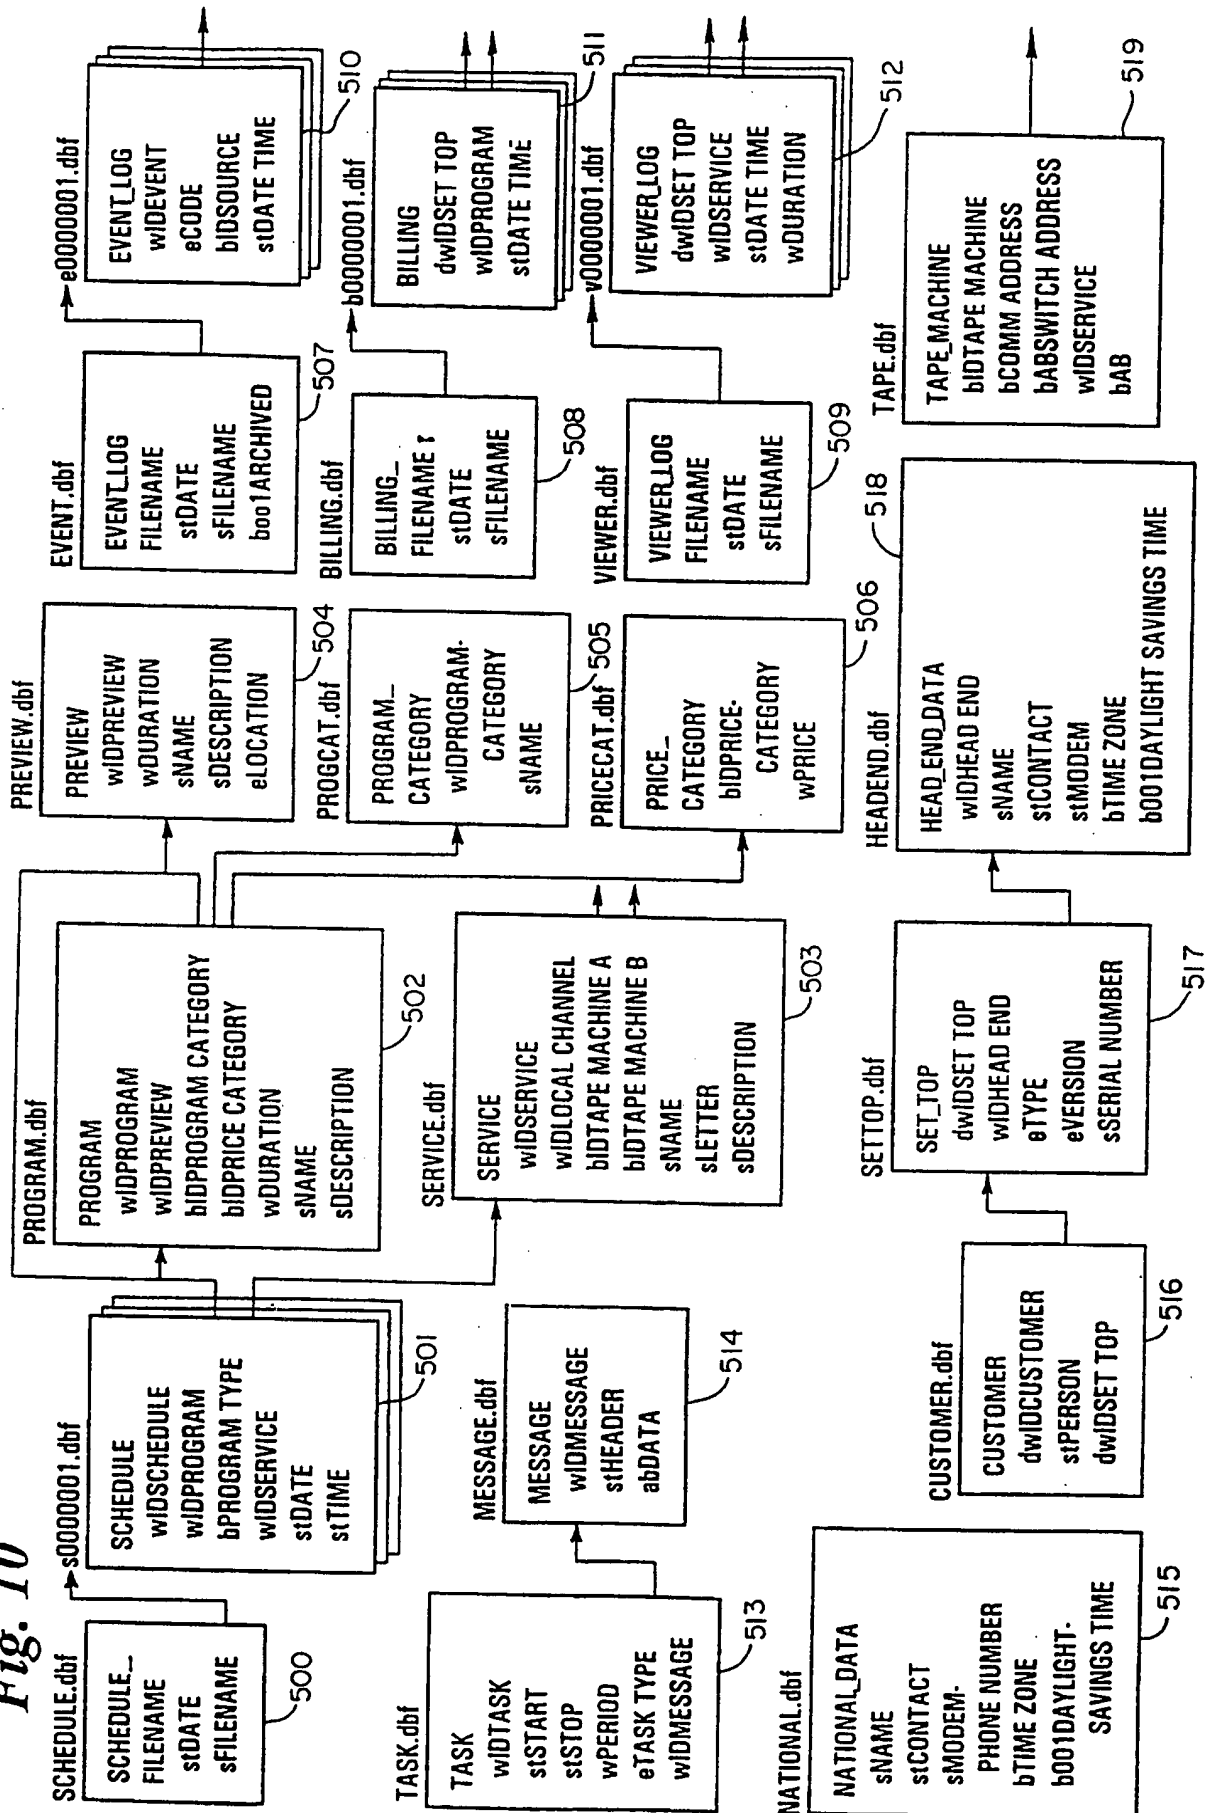 Fig. 10
SCHEDULE.dbf
SCHEDULE_
FILENAME
stDATE
sFILENAME
500
s0000001.dbf
SCHEDULE
wIDSCHEDULE
wIDPROGRAM
bPROGRAM TYPE
wIDSERVICE
stDATE
stTIME
501
PROGRAM.dbf
PROGRAM
wIDPROGRAM
wIDPREVIEW
bIDPROGRAM CATEGORY
bIDPRICE CATEGORY
wDURATION
sNAME
sDESCRIPTION
502
SERVICE.dbf
SERVICE
wIDSERVICE
wIDLOCAL CHANNEL
bIDTAPE MACHINE A
bIDTAPE MACHINE B
sNAME
sLETTER
sDESCRIPTION
503
PREVIEW.dbf
PREVIEW
wIDPREVIEW
wDURATION
sNAME
sDESCRIPTION
eLOCATION
504
PROGCAT.dbf
PROGRAM_
CATEGORY
wIDPROGRAM-
CATEGORY
sNAME
505
PRICECAT.dbf
PRICE_
CATEGORY
bIDPRICE-
CATEGORY
wPRICE
506
EVENT.dbf
EVENT_LOG
FILENAME
stDATE
sFILENAME
boo1ARCHIVED
507
BILLING.dbf
BILLING_
FILENAME
stDATE
sFILENAME
508
VIEWER.dbf
VIEWER_LOG
FILENAME
stDATE
sFILENAME
509
e0000001.dbf
EVENT_LOG
wIDEVENT
eCODE
bIDSOURCE
stDATE TIME
510
b0000001.dbf
BILLING
dwIDSET TOP
wIDPROGRAM
stDATE TIME
511
v0000001.dbf
VIEWER_LOG
dwIDSET TOP
wIDSERVICE
stDATE TIME
wDURATION
512
TASK.dbf
TASK
wIDTASK
stSTART
stSTOP
wPERIOD
eTASK TYPE
wIDMESSAGE
513
MESSAGE.dbf
MESSAGE
wIDMESSAGE
stHEADER
abDATA
514
NATIONAL.dbf
NATIONAL_DATA
sNAME
stCONTACT
sMODEM-
PHONE NUMBER
bTIME ZONE
b001DAYLIGHT-
SAVINGS TIME
515
CUSTOMER.dbf
CUSTOMER
dwIDCUSTOMER
stPERSON
dwIDSET TOP
516
SETTOP.dbf
SET_TOP
dwIDSET TOP
wIDHEAD END
eTYPE
eVERSION
sSERIAL NUMBER
517
HEADEND.dbf
HEAD_END_DATA
wIDHEAD END
sNAME
stCONTACT
stMODEM
bTIME ZONE
b001DAYLIGHT SAVINGS TIME
518
TAPE.dbf
TAPE_MACHINE
bIDTAPE MACHINE
bCOMM ADDRESS
bABSWITCH ADDRESS
wIDSERVICE
bAB
519